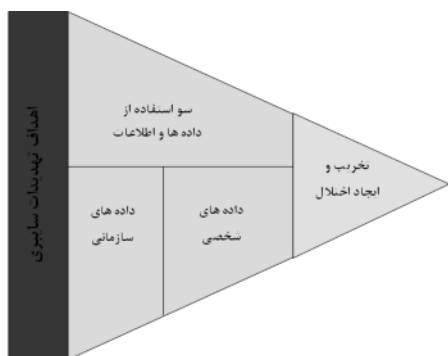 اهداف تهدیدات سایبری
سو استفاده از
داده ها و اطلاعات
تخریب و
ایجاد اختلال
داده های
شخصی
داده های
سازمانی